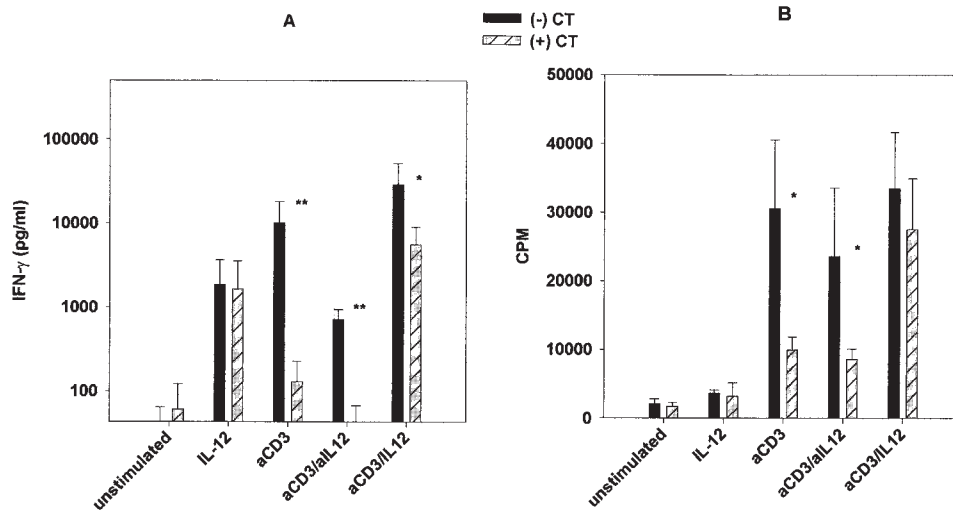 A
(-) CT
(+) CT
B
IFN-γ (pg/ml)
100000
10000
1000
100
**
**
*
unstimulated
IL-12
aCD3
aCD3/aIL12
aCD3/IL12
CPM
50000
40000
30000
20000
10000
0
*
*
unstimulated
IL-12
aCD3
aCD3/aIL12
aCD3/IL12